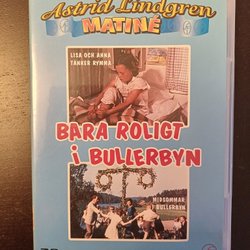 Astrid Lindgren
MATINÉ
LISA OCH ANNA
TÄNKER RYMMA
BARA ROLIGT
i BULLERBYN
MIDSOMMAR
I BULLERBYN